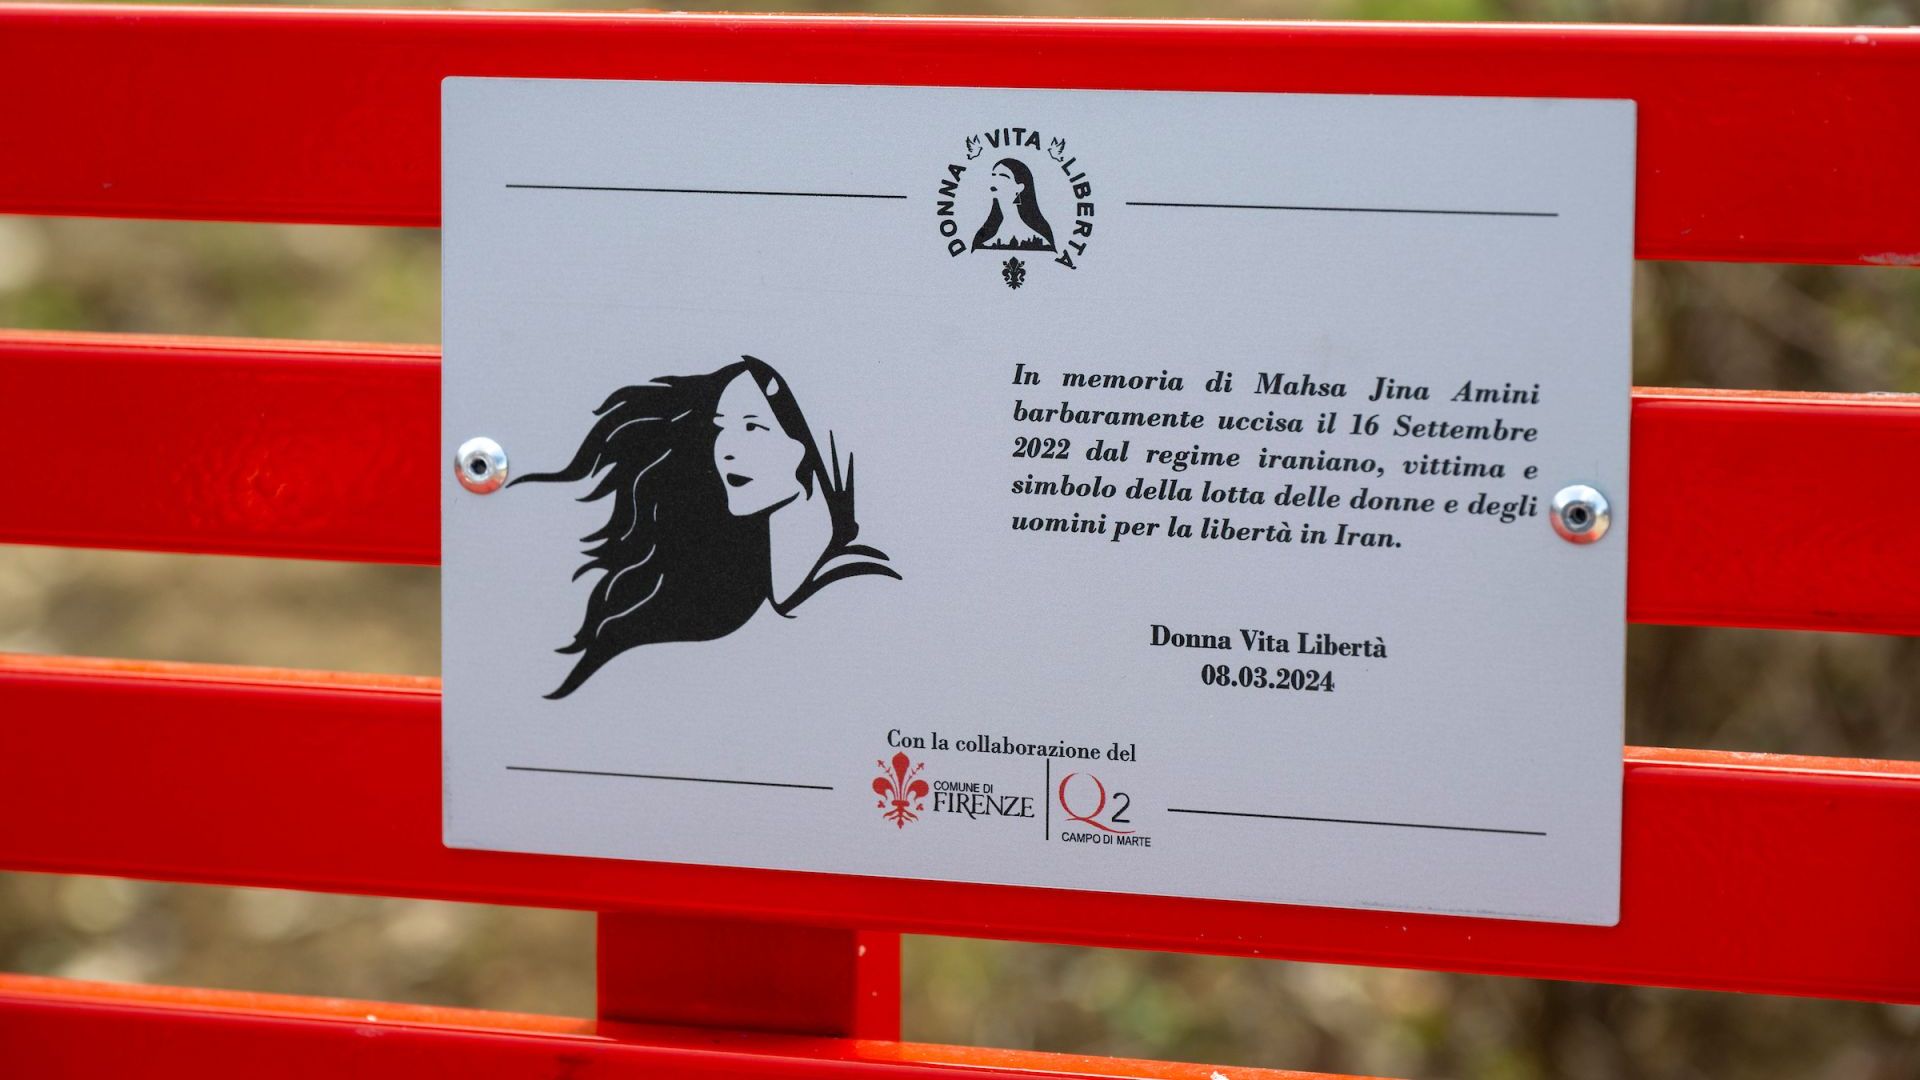 DONNA VITA LIBERTÀ
In memoria di Mahsa Jina Amini
barbaramente uccisa il 16 Settembre
2022 dal regime iraniano, vittima e
simbolo della lotta delle donne e degli
uomini per la libertà in Iran.
Donna Vita Libertà
08.03.2024
Con la collaborazione del
COMUNE DI
FIRENZE
Q2
CAMPO DI MARTE